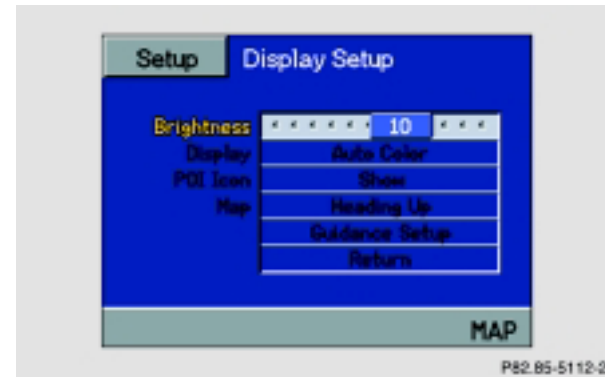 Setup Display Setup
Brightness 10
Display Auto Color
POI Icon Show
Map Heading Up
Guidance Setup
Return
MAP
P82.85-5112-2